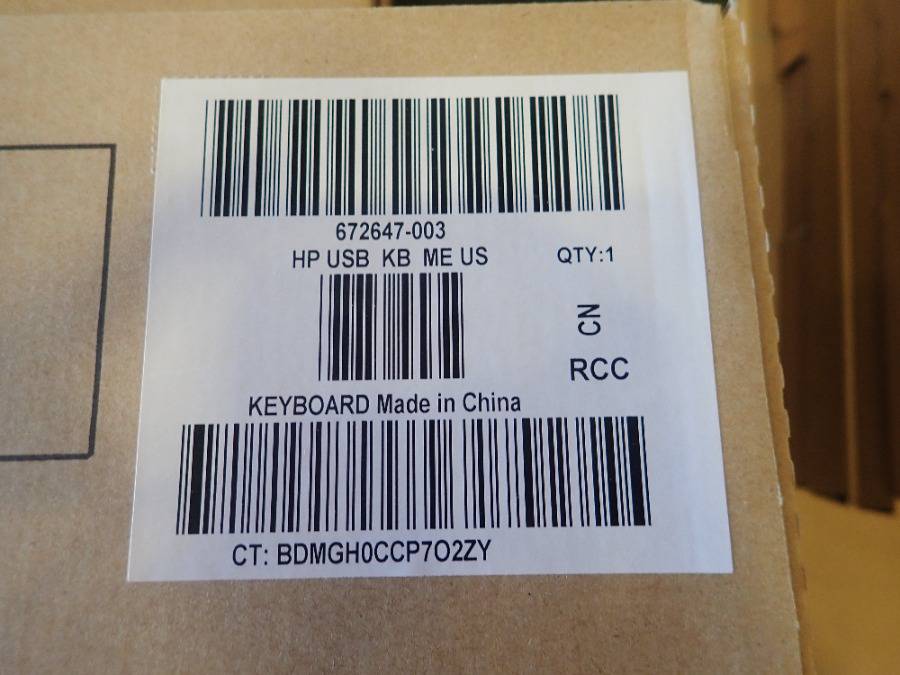 672647-003
HP USB KB ME US
QTY:1
CN
RCC
KEYBOARD Made in China
CT: BDMGH0CCP7O2ZY